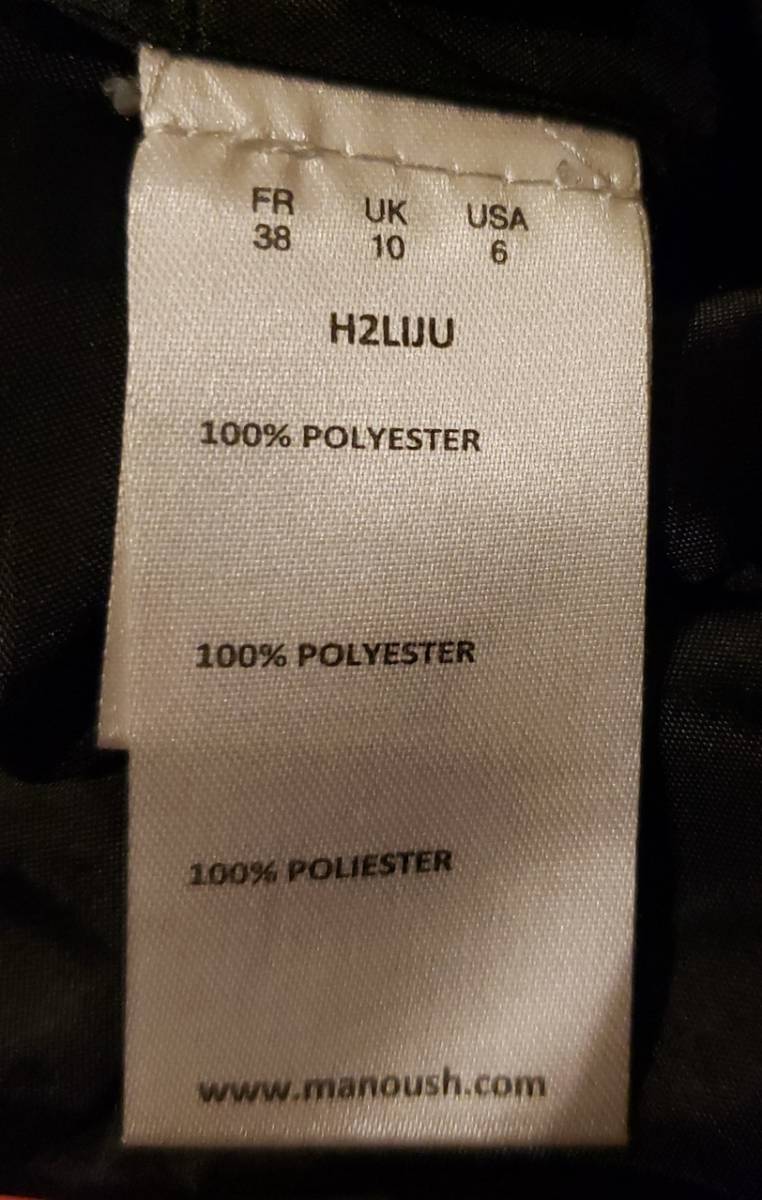 FR UK USA
38 10 6
H2LIJU
100% POLYESTER
100% POLYESTER
100% POLIESTER
www.manoush.com